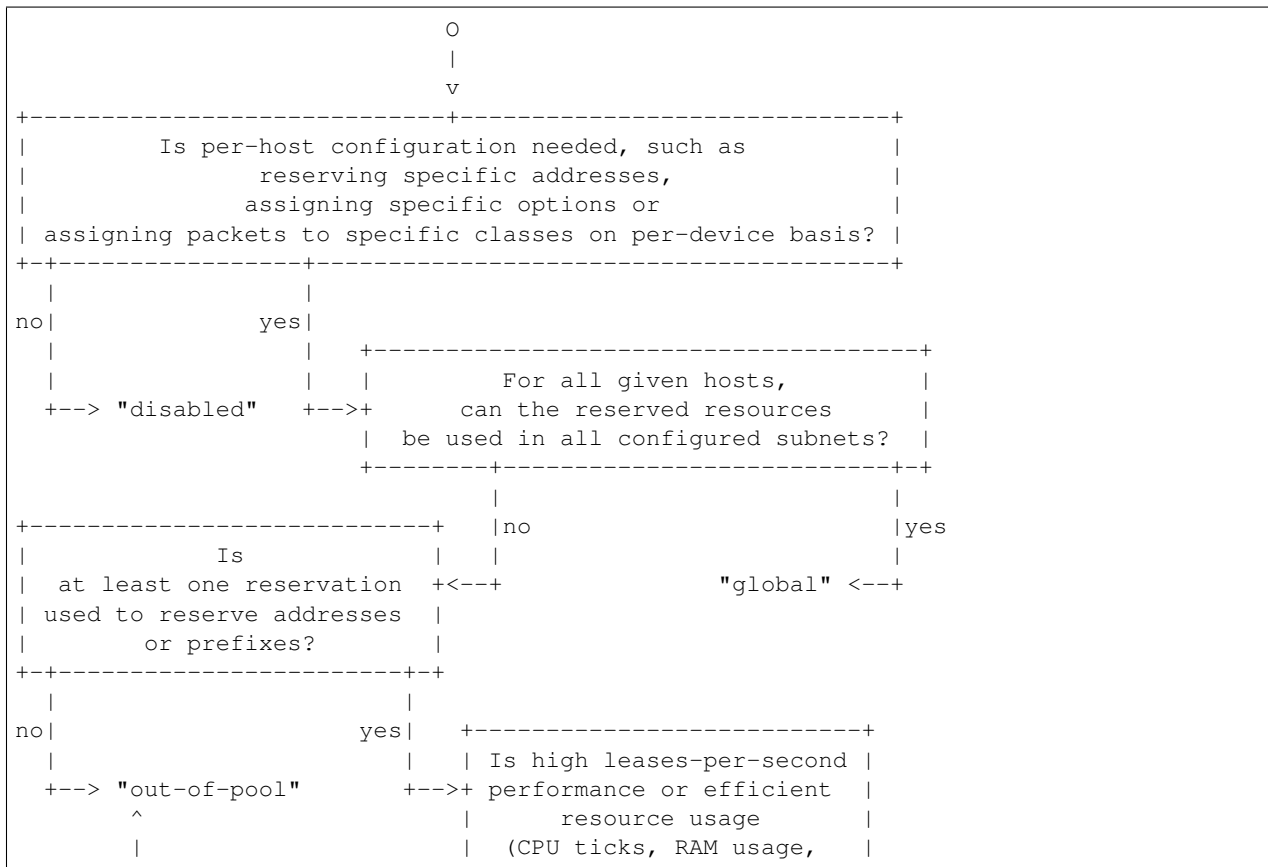 O
                              |
                              v
+-----------------------------+------------------------------+
|         Is per-host configuration needed, such as          |
|                reserving specific addresses,               |
|               assigning specific options or                |
| assigning packets to specific classes on per-device basis? |
+-+-----------------+----------------------------------------+
  |                 |
no|              yes|
  |                 |   +--------------------------------------+
  |                 |   |         For all given hosts,         |
  +--> "disabled"   +-->+      can the reserved resources      |
                        |  be used in all configured subnets?  |
                        +--------+---------------------------+-+
                                 |                           |
+----------------------------+   |no                         |yes
|             Is             |   |                           |
|  at least one reservation  +<--+               "global" <--+
| used to reserve addresses  |
|        or prefixes?        |
+-+------------------------+-+
  |                        |
no|                     yes|   +---------------------------+
  |                        |   | Is high leases-per-second |
  +--> "out-of-pool"       +-->+ performance or efficient  |
        ^                      |      resource usage       |
        |                      |  (CPU ticks, RAM usage,   |